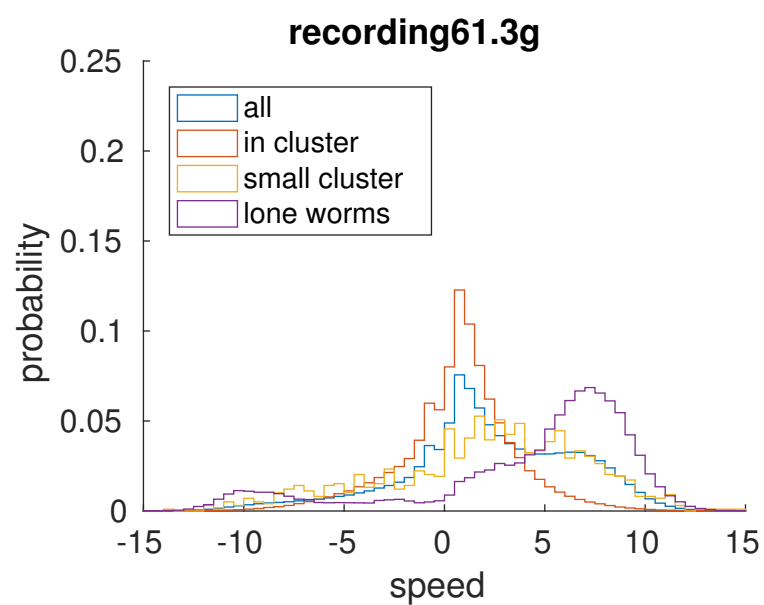 recording61.3g
0.25
0.2
0.15
0.1
0.05
0
probability
all
in cluster
small cluster
lone worms
-15 -10 -5 0 5 10 15
speed